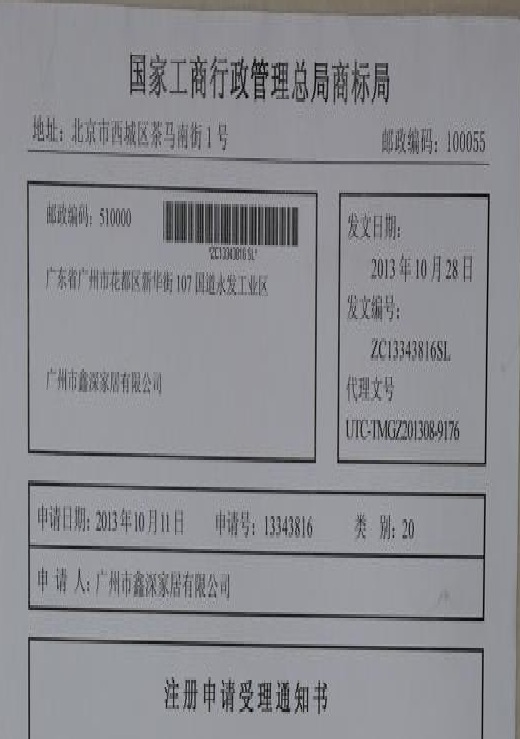 国家工商行政管理总局商标局
地址：北京市西城区茶马南街1号 邮政编码：100055
邮政编码：510000
*ZC13343816SL*
广东省广州市花都区新华街107国道永发工业区
广州市鑫深家居有限公司
发文日期：
2013年10月28日
发文编号：
ZC13343816SL
代理文号
UTC-TMGZ201308-9176
申请日期：2013年10月11日 申请号：13343816 类 别：20
申 请 人：广州市鑫深家居有限公司
注册申请受理通知书